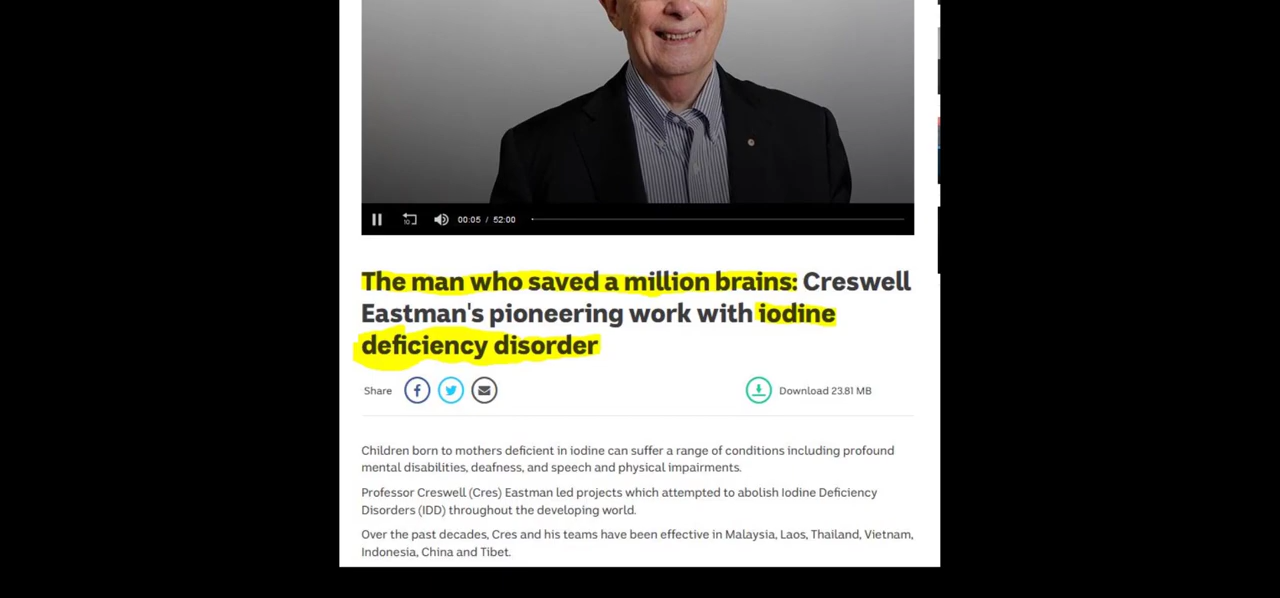 00:05 / 52:00
The man who saved a million brains: Creswell
Eastman's pioneering work with iodine
deficiency disorder
Share
Download 23.81 MB
Children born to mothers deficient in iodine can suffer a range of conditions including profound
mental disabilities, deafness, and speech and physical impairments.
Professor Creswell (Cres) Eastman led projects which attempted to abolish Iodine Deficiency
Disorders (IDD) throughout the developing world.
Over the past decades, Cres and his teams have been effective in Malaysia, Laos, Thailand, Vietnam,
Indonesia, China and Tibet.